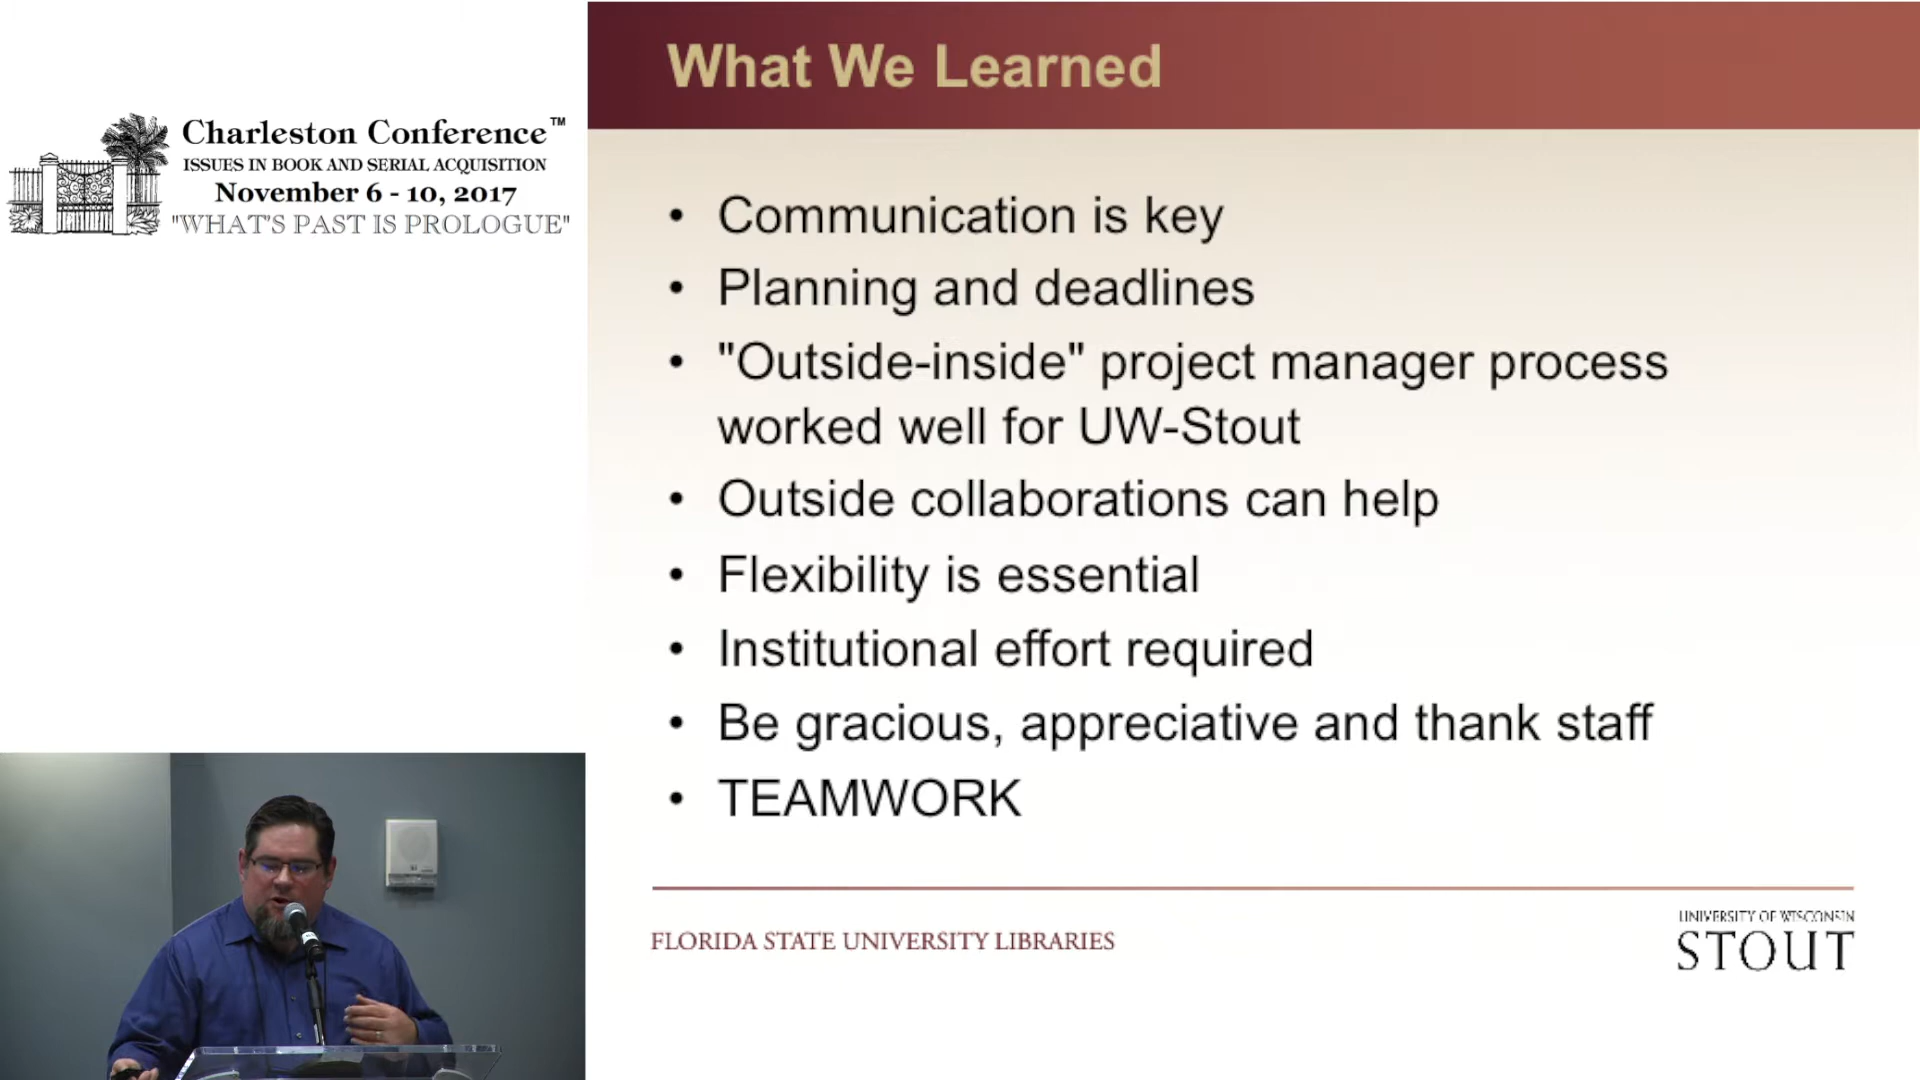 Charleston Conference™
ISSUES IN BOOK AND SERIAL ACQUISITION
November 6 - 10, 2017
"WHAT'S PAST IS PROLOGUE"
What We Learned
• Communication is key
• Planning and deadlines
• "Outside-inside" project manager process
worked well for UW-Stout
• Outside collaborations can help
• Flexibility is essential
• Institutional effort required
• Be gracious, appreciative and thank staff
• TEAMWORK
FLORIDA STATE UNIVERSITY LIBRARIES
UNIVERSITY OF WISCONSIN
STOUT